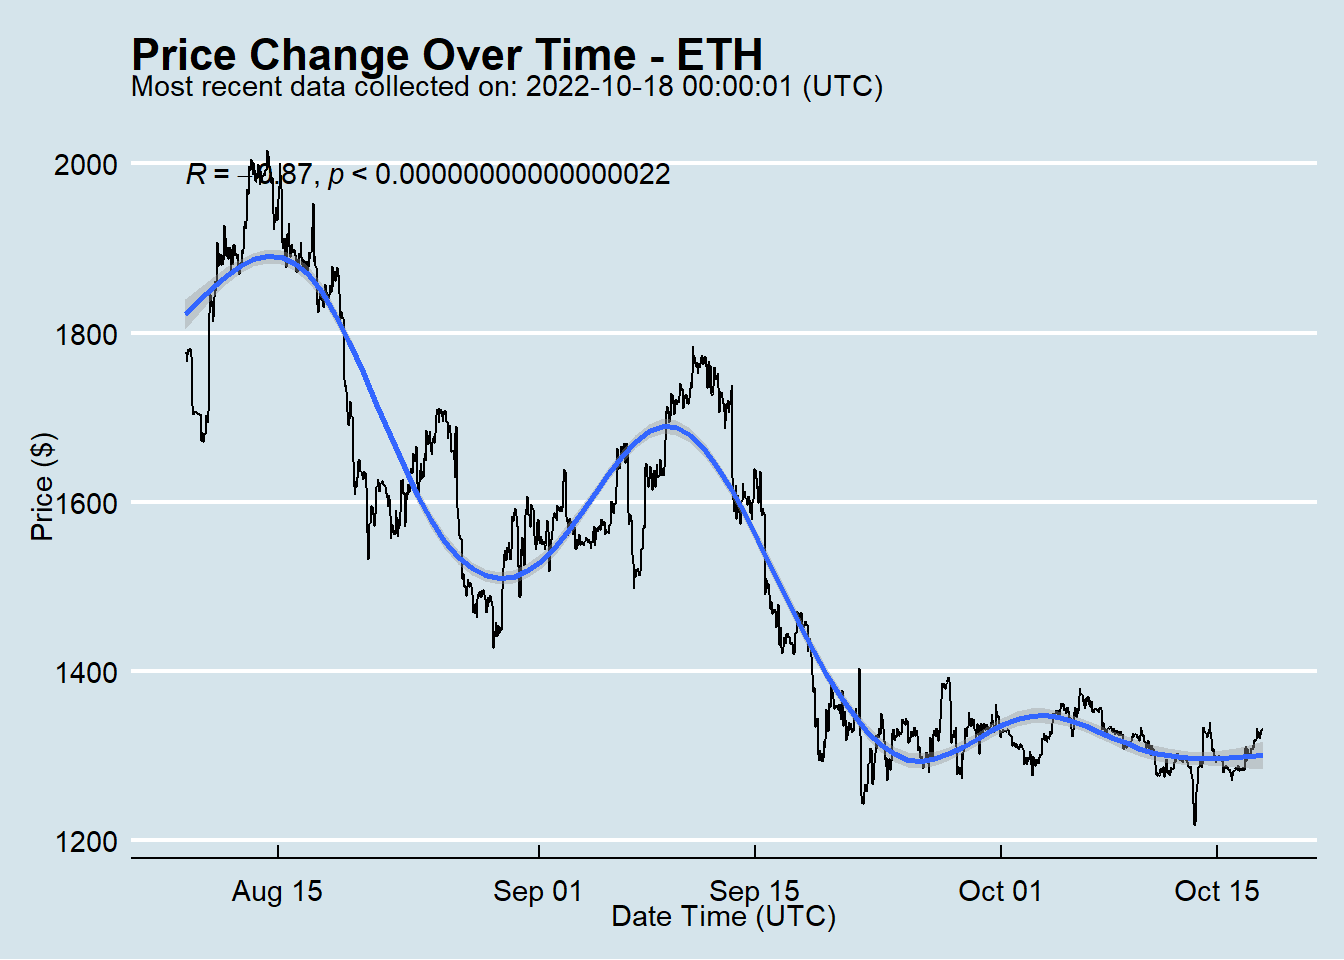 Price Change Over Time - ETH
Most recent data collected on: 2022-10-18 00:00:01 (UTC)
R = −0.87, p < 0.00000000000000022
2000
1800
1600
1400
1200
Price ($)
Aug 15
Sep 01
Sep 15
Oct 01
Oct 15
Date Time (UTC)